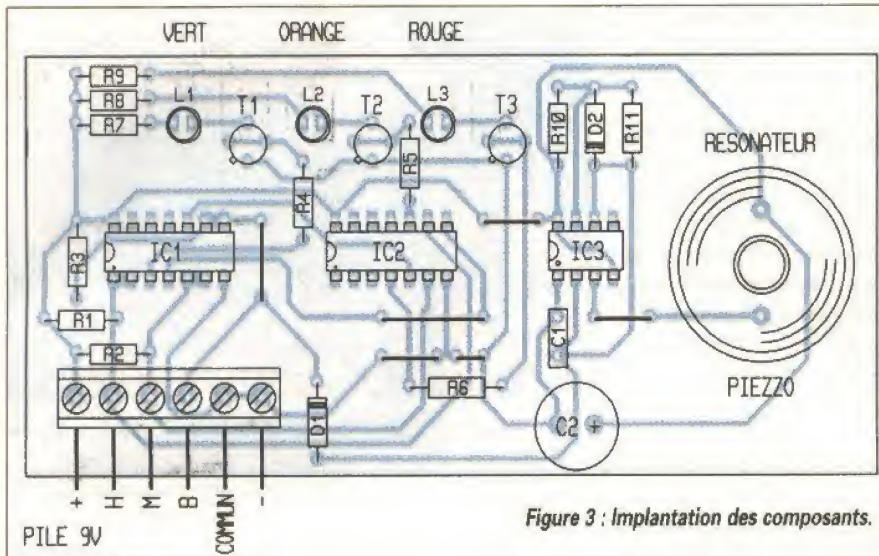 VERT ORANGE ROUGE
R9
R8
R7
L1
T1
L2
T2
L3
T3
R5
R4
R10
D2
R11
RESONATEUR
IC1
IC2
IC3
R3
R1
R2
C1
R6
D1
C2 +
PIEZZO
+ H M B COMMUN -
PILE 9V
Figure 3 : Implantation des composants.